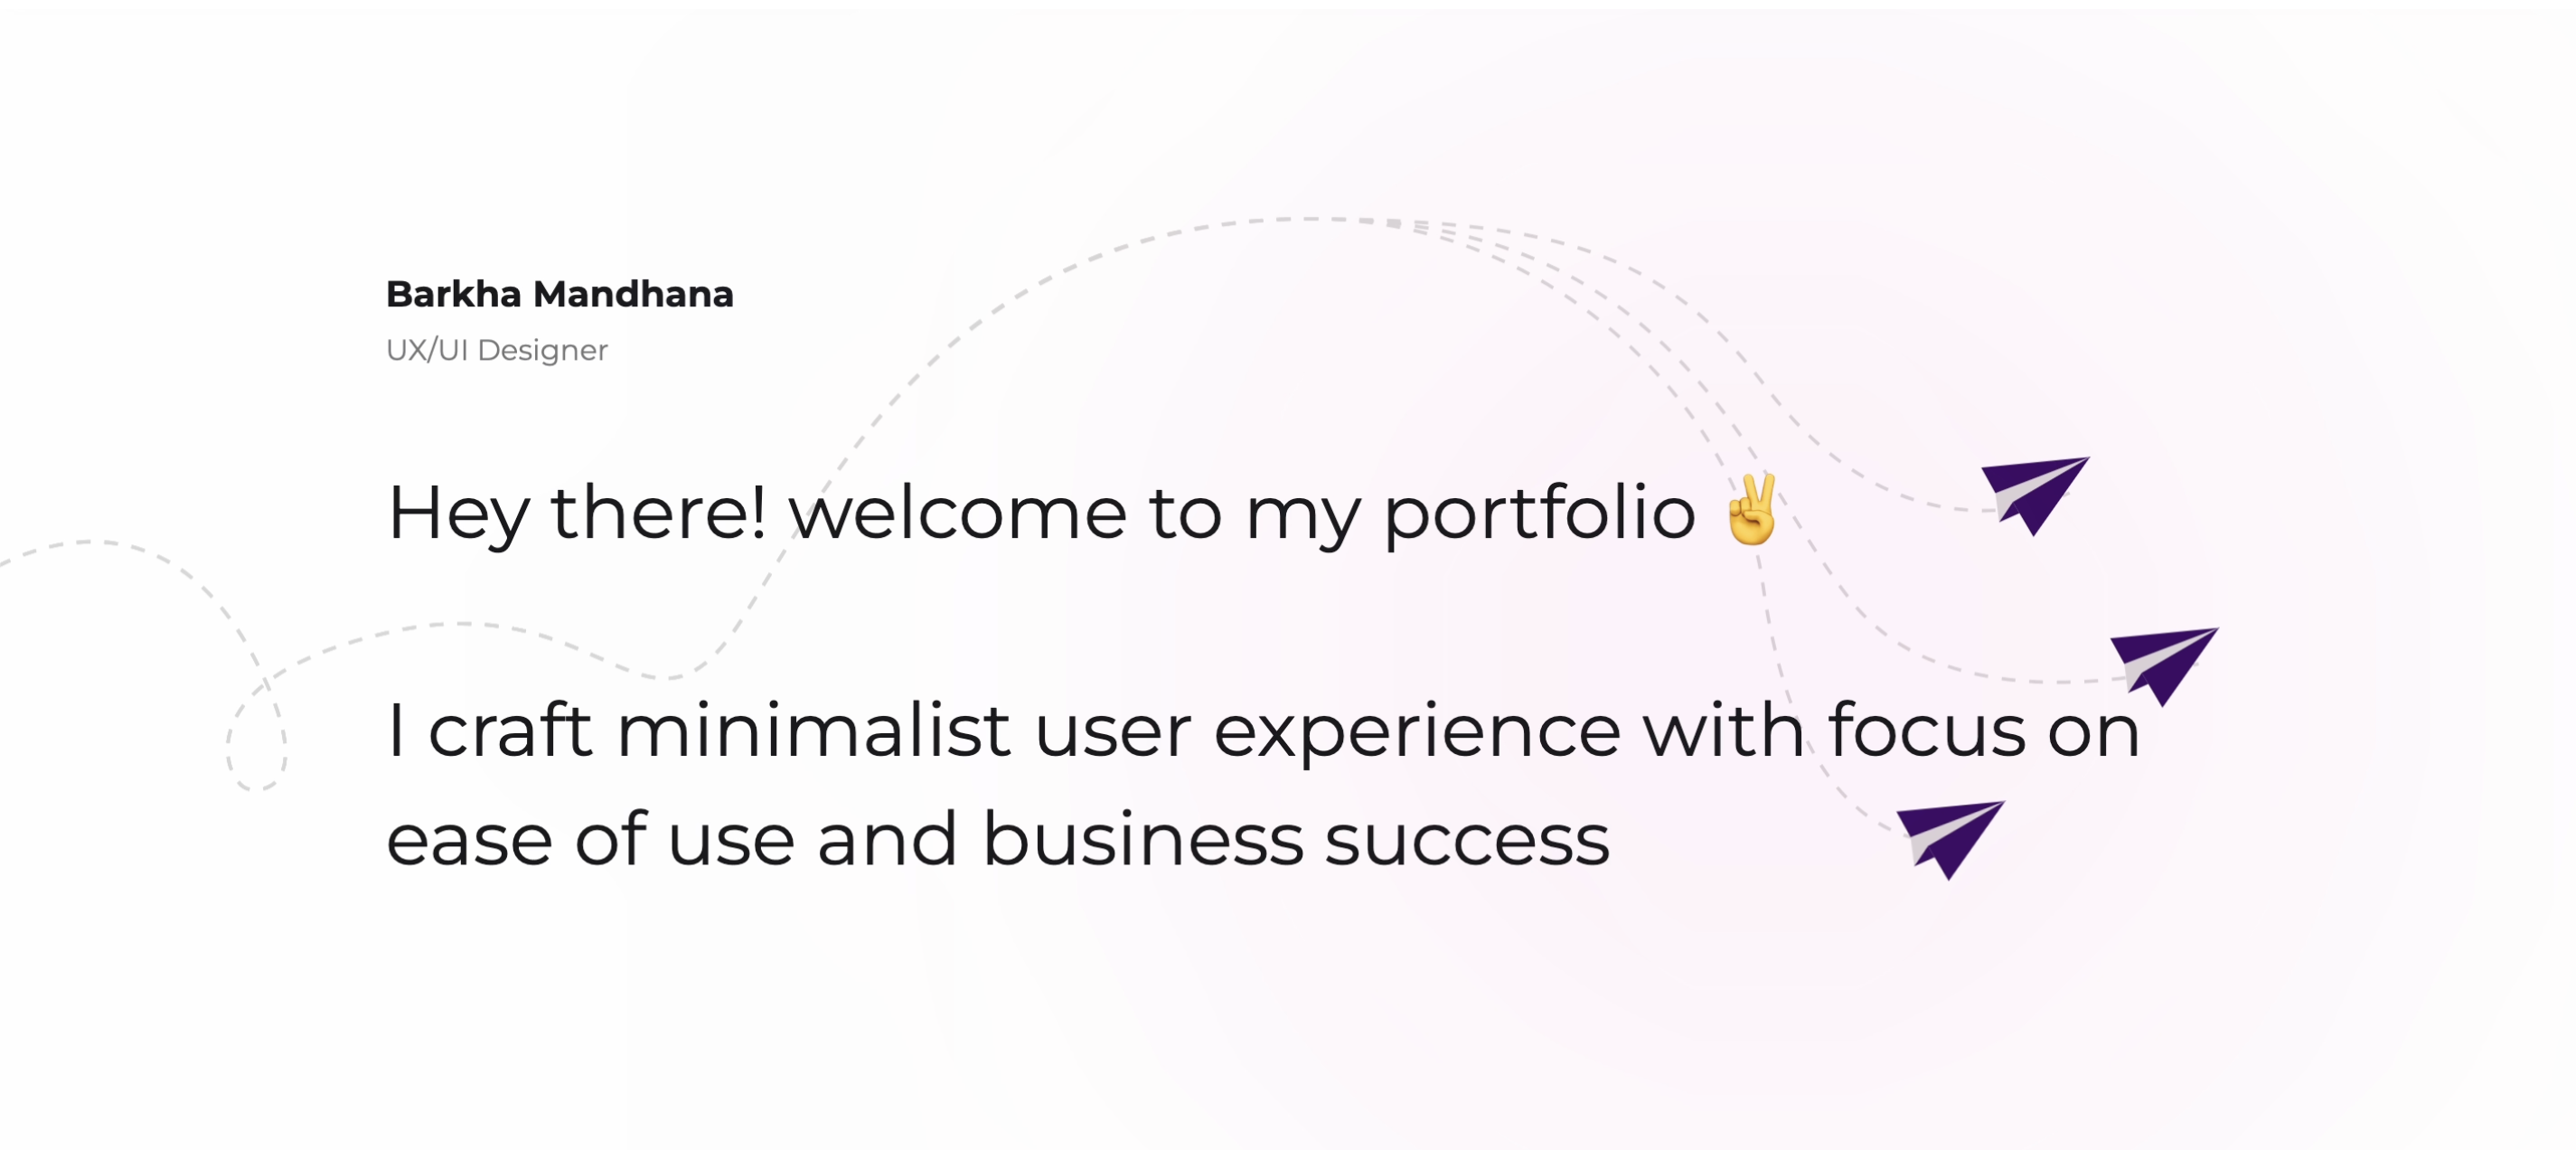 Barkha Mandhana
UX/UI Designer
Hey there! welcome to my portfolio ✌️
I craft minimalist user experience with focus on
ease of use and business success